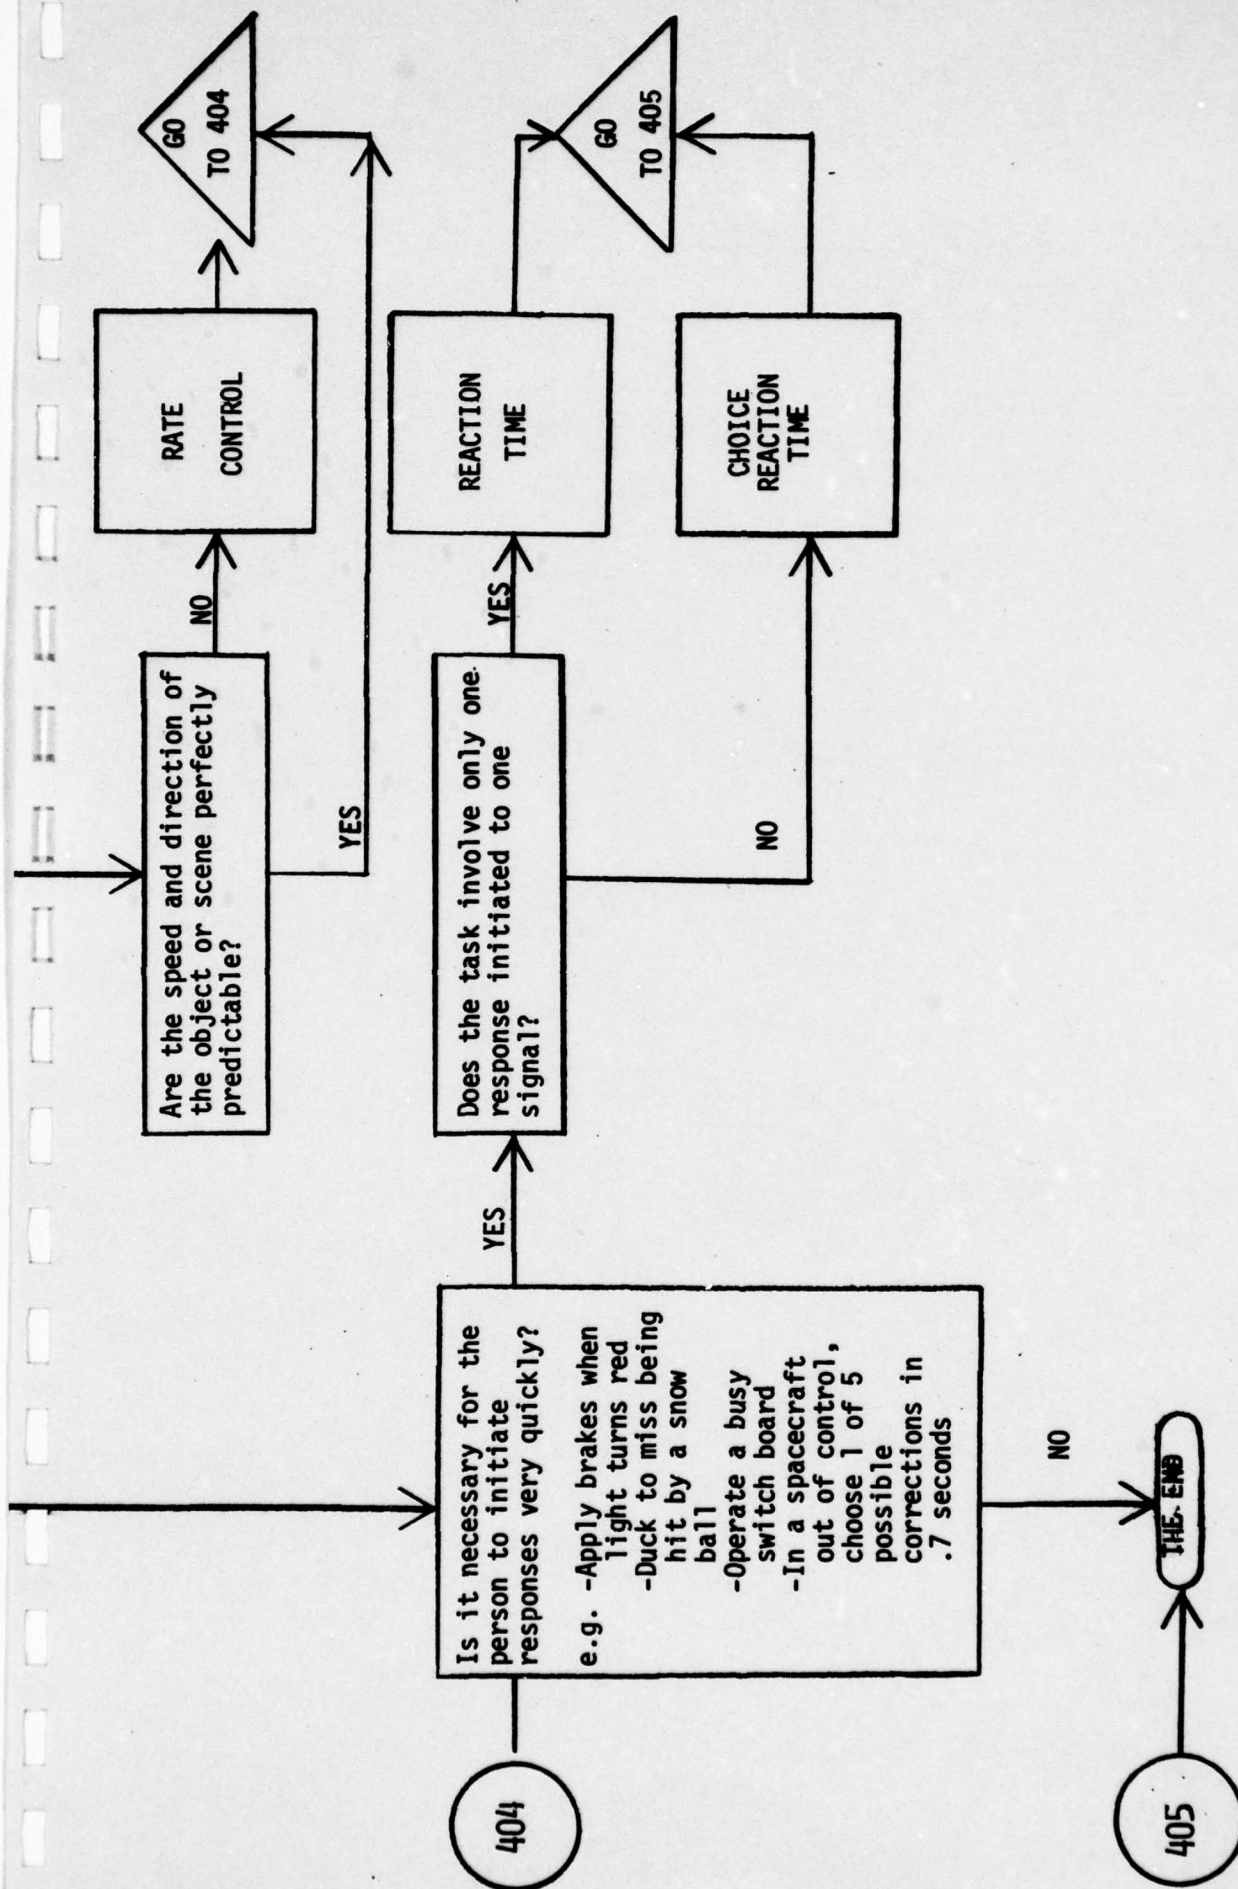 Are the speed and direction of
the object or scene perfectly
predictable?
NO
RATE
CONTROL
GO
TO 404
YES
404
Is it necessary for the
person to initiate
responses very quickly?
e.g. -Apply brakes when
light turns red
-Duck to miss being
hit by a snow
ball
-Operate a busy
switch board
-In a spacecraft
out of control,
choose 1 of 5
possible
corrections in
.7 seconds
YES
Does the task involve only one
response initiated to one
signal?
YES
REACTION
TIME
GO
TO 405
NO
CHOICE
REACTION
TIME
NO
405
THE END